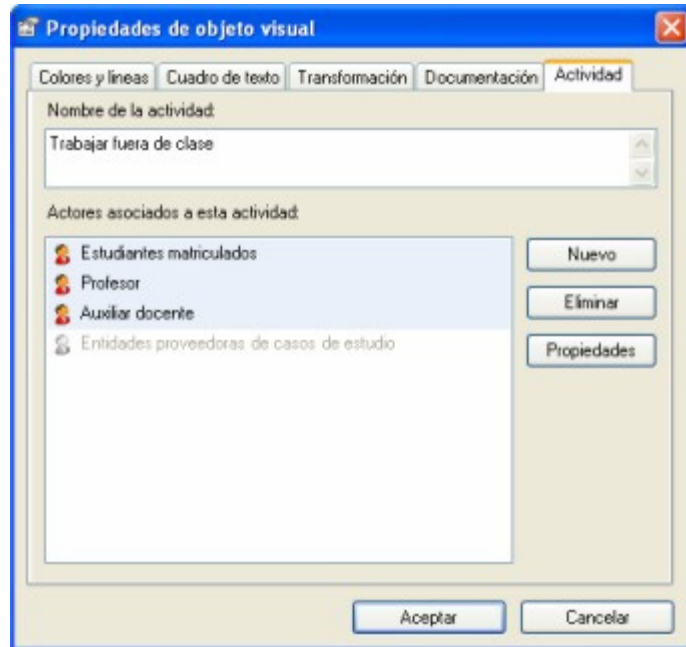 Propiedades de objeto visual
Colores y lineas Cuadro de texto Transformación Documentación Actividad
Nombre de la actividad:
Trabajar fuera de clase
Actores asociados a esta actividad:
Estudiantes matriculados
Nuevo
Profesor
Auxiliar docente
Eliminar
Entidades proveedoras de casos de estudio
Propiedades
Aceptar Cancelar